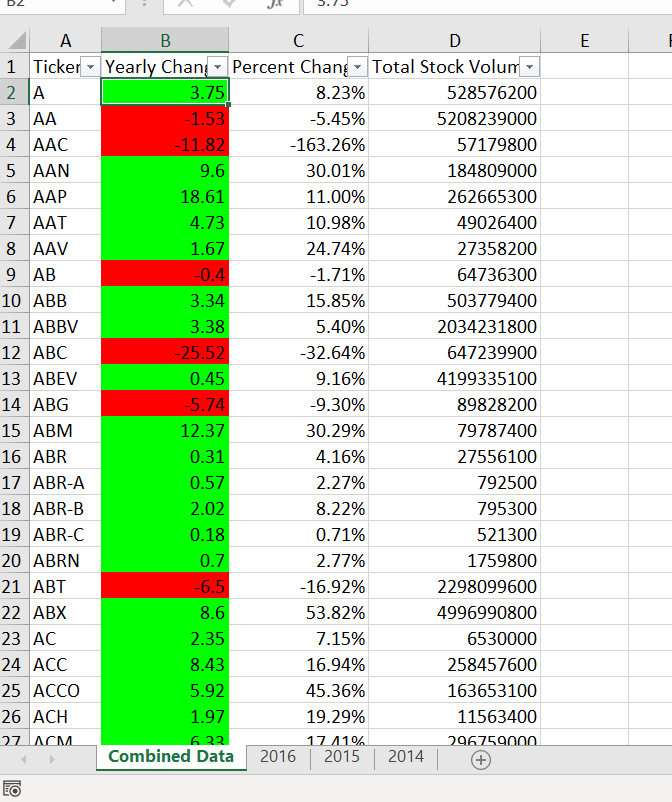 B2 fx 3.75
A B C D E
1 Ticker Yearly Chang Percent Chang Total Stock Volum
2 A 3.75 8.23% 528576200
3 AA -1.53 -5.45% 5208239000
4 AAC -11.82 -163.26% 57179800
5 AAN 9.6 30.01% 184809000
6 AAP 18.61 11.00% 262665300
7 AAT 4.73 10.98% 49026400
8 AAV 1.67 24.74% 27358200
9 AB -0.4 -1.71% 64736300
10 ABB 3.34 15.85% 503779400
11 ABBV 3.38 5.40% 2034231800
12 ABC -25.52 -32.64% 647239900
13 ABEV 0.45 9.16% 4199335100
14 ABG -5.74 -9.30% 89828200
15 ABM 12.37 30.29% 79787400
16 ABR 0.31 4.16% 27556100
17 ABR-A 0.57 2.27% 792500
18 ABR-B 2.02 8.22% 795300
19 ABR-C 0.18 0.71% 521300
20 ABRN 0.7 2.77% 1759800
21 ABT -6.5 -16.92% 2298099600
22 ABX 8.6 53.82% 4996990800
23 AC 2.35 7.15% 6530000
24 ACC 8.43 16.94% 258457600
25 ACCO 5.92 45.36% 163653100
26 ACH 1.97 19.29% 11563400
27 ACM 6.33 17.41% 296759000
Combined Data 2016 2015 2014